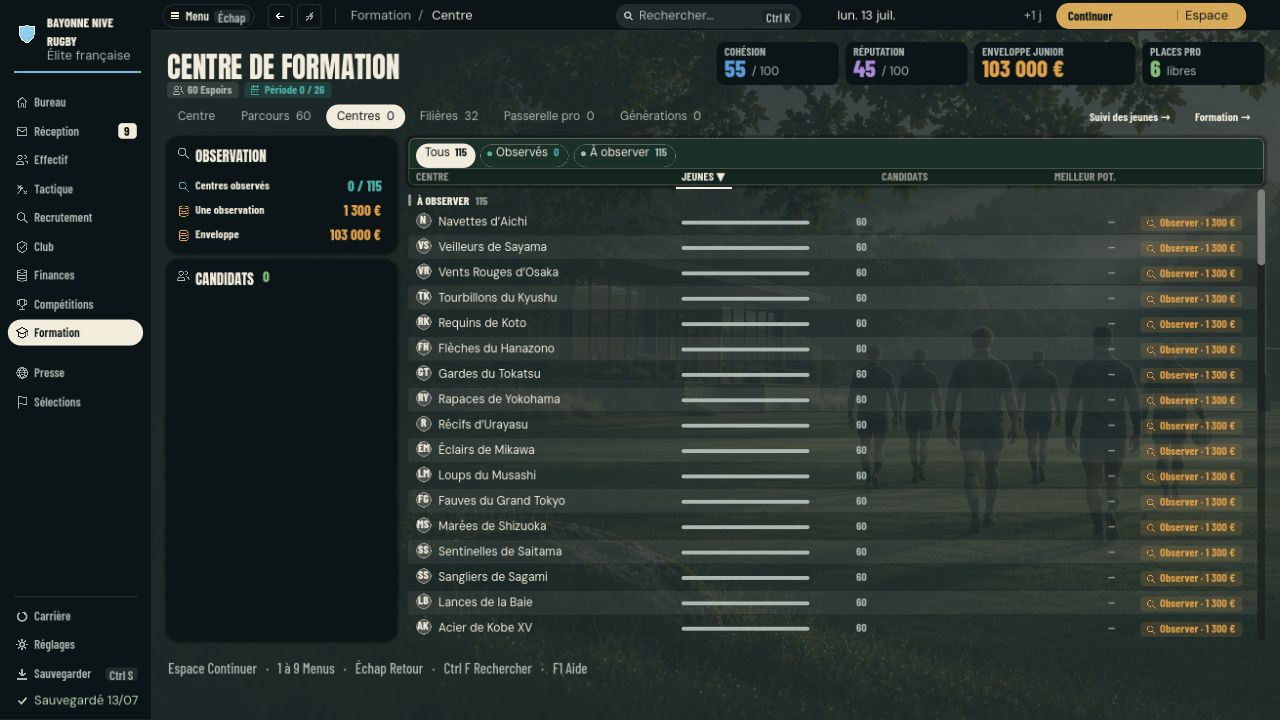 BAYONNE NIVE
RUGBY
Élite française
Menu Échap
Formation / Centre
Rechercher... Ctrl K
lun. 13 juil.
+1 j
Continuer Espace
CENTRE DE FORMATION
60 Espoirs Période 0 / 26
COHÉSION
55 / 100
RÉPUTATION
45 / 100
ENVELOPPE JUNIOR
103 000 €
PLACES PRO
6 libres
Centre Parcours 60 Centres 0 Filières 32 Passerelle pro 0 Générations 0
Suivi des jeunes → Formation →
Bureau
Réception 9
Effectif
Tactique
Recrutement
Club
Finances
Compétitions
Formation
Presse
Sélections
Carrière
Réglages
Sauvegarder Ctrl S
Sauvegardé 13/07
OBSERVATION
Centres observés 0 / 115
Une observation 1 300 €
Enveloppe 103 000 €
CANDIDATS 0
Tous 115 Observés 0 À observer 115
CENTRE JEUNES ▼ CANDIDATS MEILLEUR POT.
À OBSERVER 115
N Navettes d'Aichi 60 – Observer · 1 300 €
VS Veilleurs de Sayama 60 – Observer · 1 300 €
VR Vents Rouges d'Osaka 60 – Observer · 1 300 €
TK Tourbillons du Kyushu 60 – Observer · 1 300 €
RK Requins de Koto 60 – Observer · 1 300 €
FH Flèches du Hanazono 60 – Observer · 1 300 €
GT Gardes du Tokatsu 60 – Observer · 1 300 €
RY Rapaces de Yokohama 60 – Observer · 1 300 €
R Récifs d'Urayasu 60 – Observer · 1 300 €
ÉM Éclairs de Mikawa 60 – Observer · 1 300 €
LM Loups du Musashi 60 – Observer · 1 300 €
FG Fauves du Grand Tokyo 60 – Observer · 1 300 €
MS Marées de Shizuoka 60 – Observer · 1 300 €
SS Sentinelles de Saitama 60 – Observer · 1 300 €
SS Sangliers de Sagami 60 – Observer · 1 300 €
LB Lances de la Baie 60 – Observer · 1 300 €
AK Acier de Kobe XV 60 – Observer · 1 300 €
Espace Continuer · 1 à 9 Menus · Échap Retour · Ctrl F Rechercher · F1 Aide